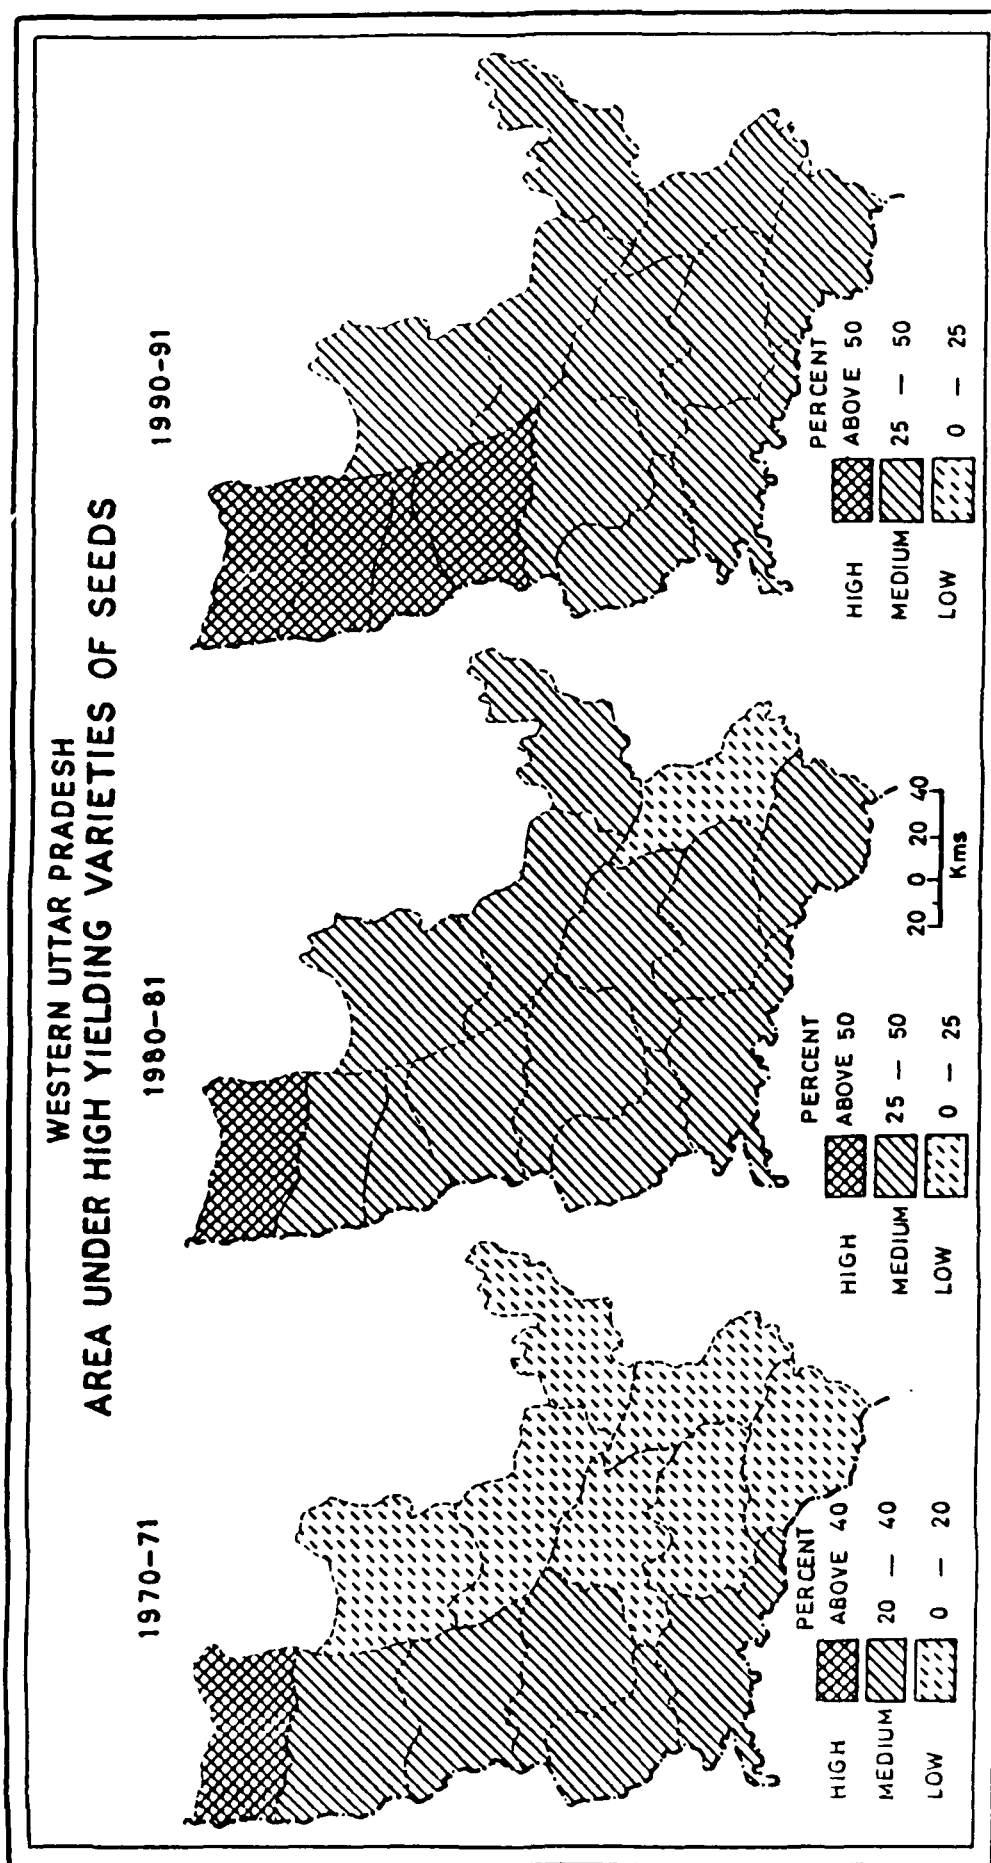 WESTERN UTTAR PRADESH
AREA UNDER HIGH YIELDING VARIETIES OF SEEDS
1970-71
1980-81
1990-91
PERCENT
HIGH ABOVE 40
MEDIUM 20 — 40
LOW 0 — 20
PERCENT
HIGH ABOVE 50
MEDIUM 25 — 50
LOW 0 — 25
20 0 20 40
Kms
PERCENT
HIGH ABOVE 50
MEDIUM 25 — 50
LOW 0 — 25